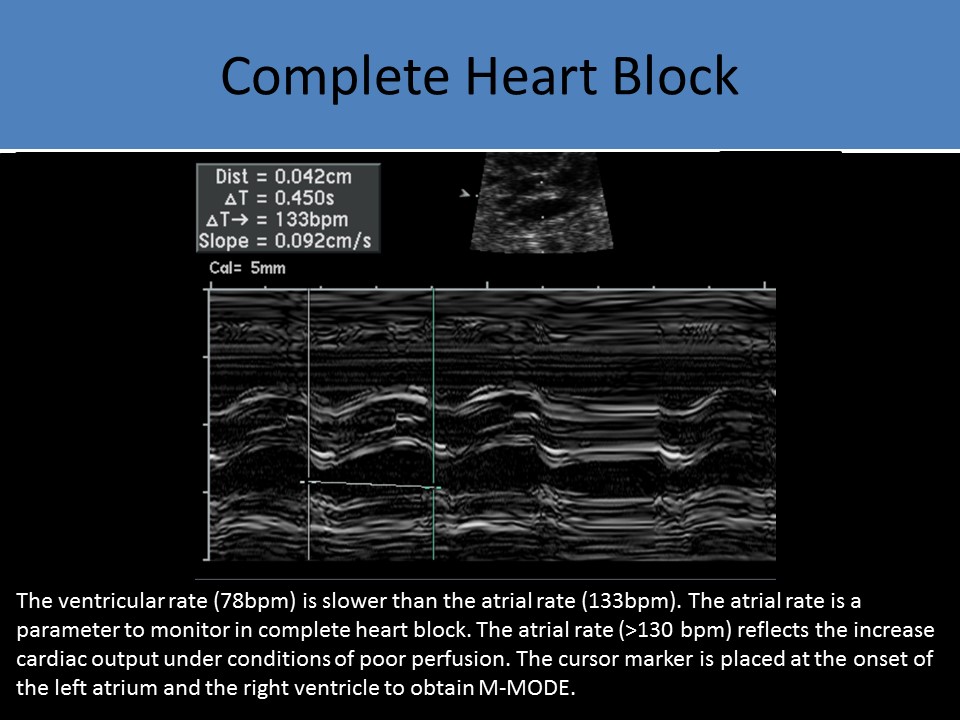 Complete Heart Block
Dist = 0.042cm
△T = 0.450s
△T→ = 133bpm
Slope = 0.092cm/s
Cal= 5mm
The ventricular rate (78bpm) is slower than the atrial rate (133bpm). The atrial rate is a
parameter to monitor in complete heart block. The atrial rate (>130 bpm) reflects the increase
cardiac output under conditions of poor perfusion. The cursor marker is placed at the onset of
the left atrium and the right ventricle to obtain M-MODE.